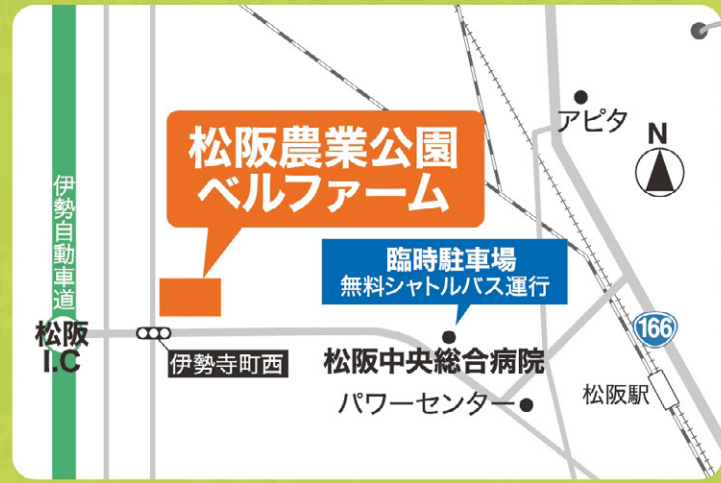 アピタ
N
松阪農業公園
ベルファーム
伊勢自動車道
臨時駐車場
無料シャトルバス運行
166
松阪
I.C
伊勢寺町西
松阪中央総合病院
松阪駅
パワーセンター